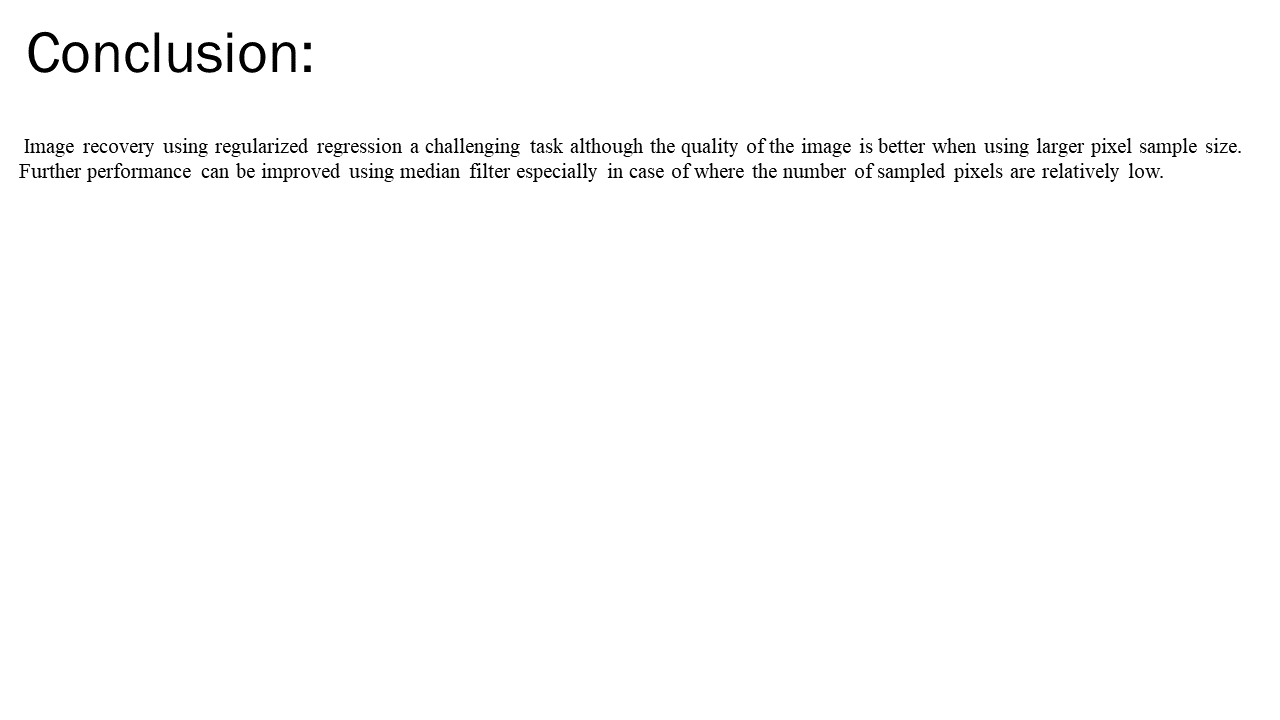 Conclusion:
Image recovery using regularized regression a challenging task although the quality of the image is better when using larger pixel sample size.
Further performance can be improved using median filter especially in case of where the number of sampled pixels are relatively low.